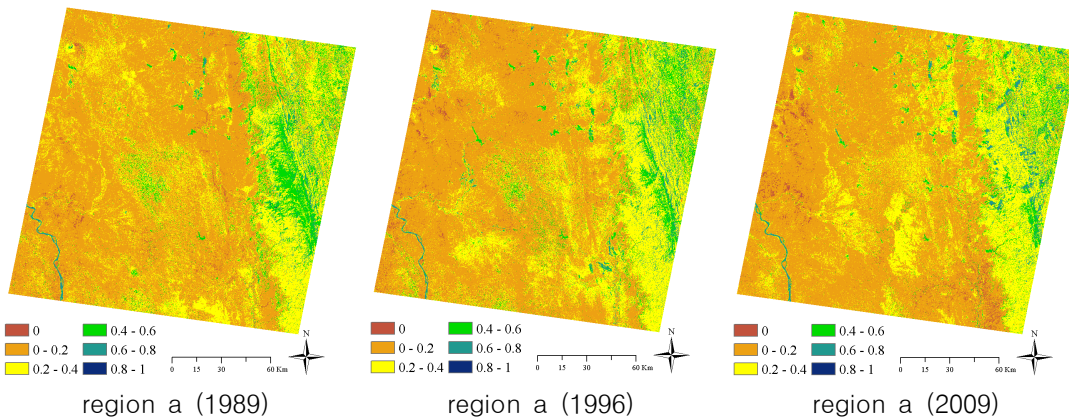 0 0.4 - 0.6
0 - 0.2 0.6 - 0.8
0.2 - 0.4 0.8 - 1
0 15 30 60 Km
N
region a (1989)
0 0.4 - 0.6
0 - 0.2 0.6 - 0.8
0.2 - 0.4 0.8 - 1
0 15 30 60 Km
N
region a (1996)
0 0.4 - 0.6
0 - 0.2 0.6 - 0.8
0.2 - 0.4 0.8 - 1
0 15 30 60 Km
N
region a (2009)